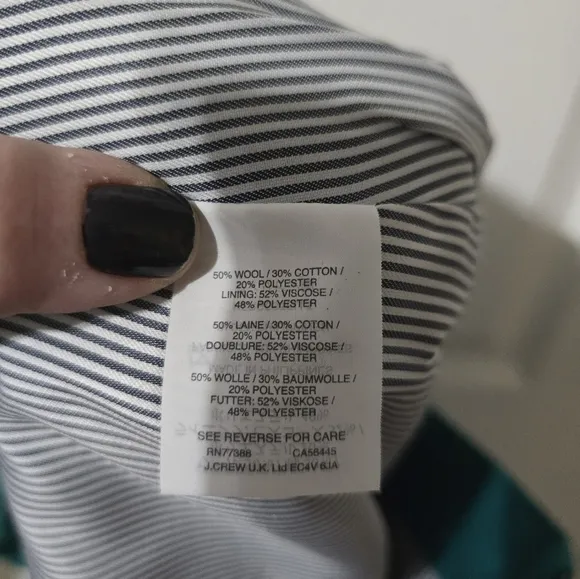 50% WOOL / 30% COTTON /
20% POLYESTER
LINING: 52% VISCOSE /
48% POLYESTER
50% LAINE / 30% COTON /
20% POLYESTER
DOUBLURE: 52% VISCOSE /
48% POLYESTER
50% WOLLE / 30% BAUMWOLLE /
20% POLYESTER
FUTTER: 52% VISKOSE /
48% POLYESTER
SEE REVERSE FOR CARE
RN77388 CA56445
J.CREW U.K. Ltd EC4V 6JA